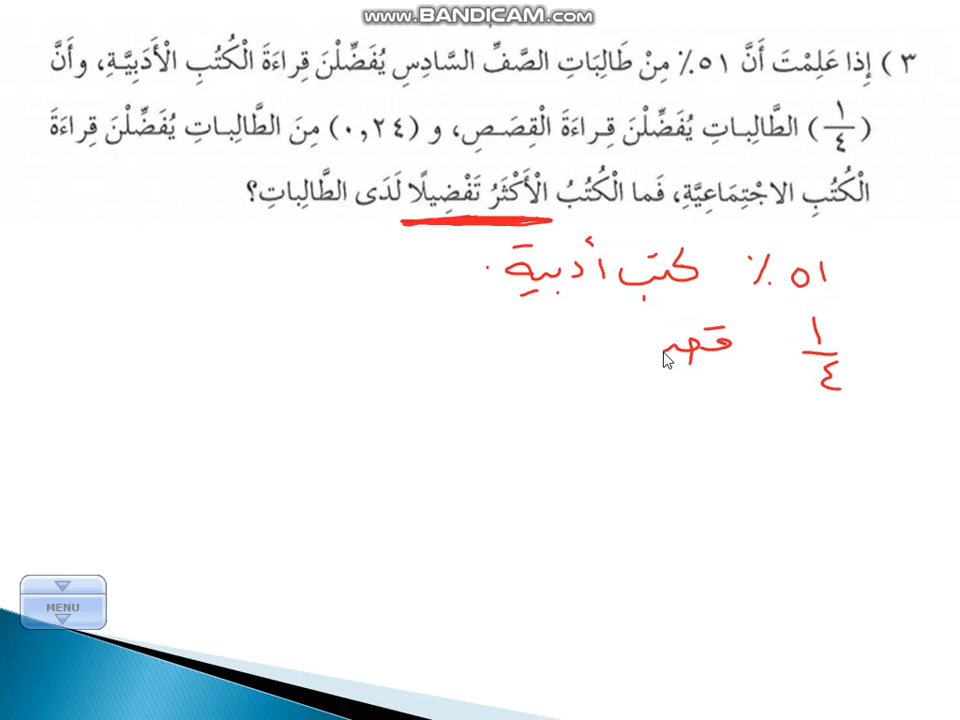 www.BANDICAM.com
٣ ) إِذا عَلِمْتَ أَنَّ ٥١٪ مِنْ طَالِبَاتِ الصَّفِّ السَّادِسِ يُفَضِّلْنَ قِراءَةَ الْكُتُبِ الْأَدَبِيَّةِ، وأَنَّ
(١/٤) الطَّالِبـاتِ يُفَضِّلْنَ قِـراءَةَ الْقِصَـصِ، و (٠,٢٤) مِنَ الطَّالِبـاتِ يُفَضِّلْنَ قِراءَةَ
الْكُتُبِ الاجْتِمَاعِيَّةِ، فَما الْكُتُبُ الْأَكْثَرُ تَفْضِيلًا لَدَى الطَّالِباتِ؟
٥١ ٪ كتب أدبية .
١/٤ قصـ
MENU